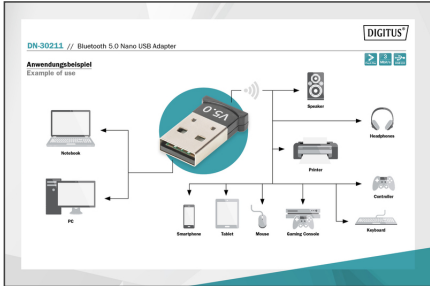 DIGITUS®
DN-30211 // Bluetooth 5.0 Nano USB Adapter
Anwendungsbeispiel
Example of use
V5.0
Speaker
Headphones
Notebook
Printer
Controller
PC
Smartphone
Tablet
Mouse
Gaming Console
Keyboard